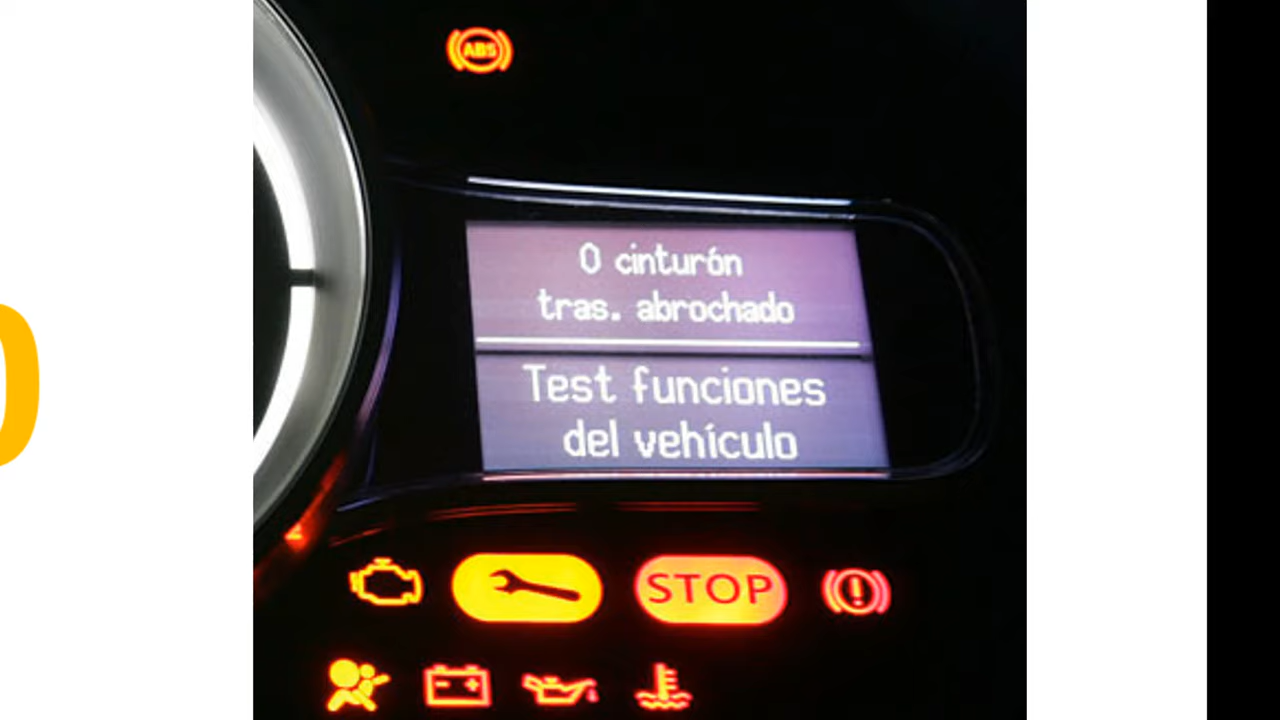 ABS
0 cinturón
tras. abrochado
Test funciones
del vehículo
STOP